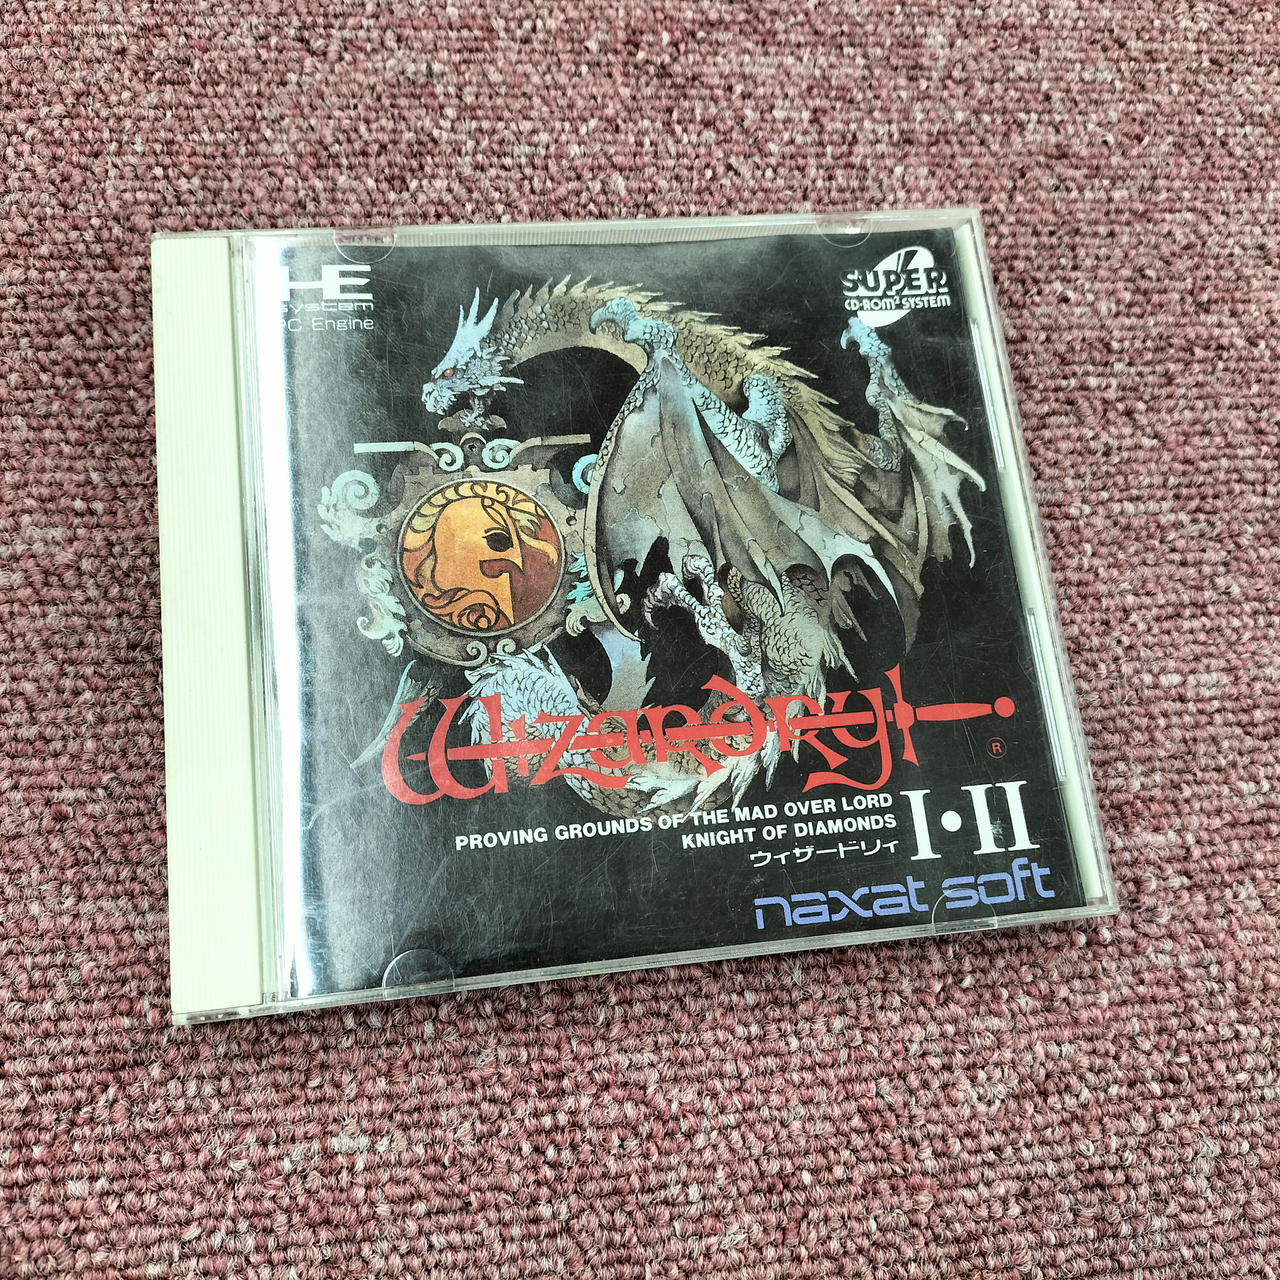 HE
system
PC Engine
SUPER
CD-ROM² SYSTEM
Wizardry
®
PROVING GROUNDS OF THE MAD OVER LORD
KNIGHT OF DIAMONDS
I•II
ウィザードリィ
naxat soft